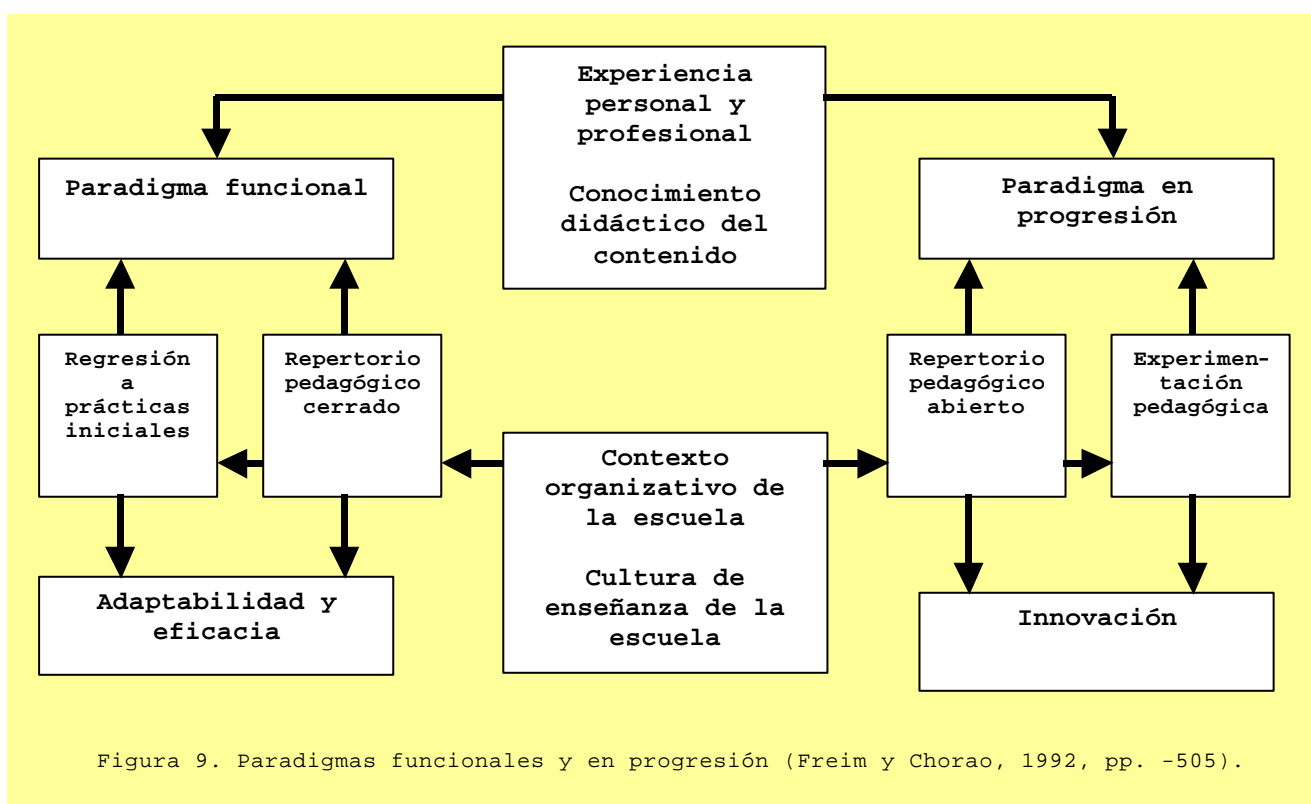 Experiencia
personal y
profesional
Conocimiento
didáctico del
contenido
Paradigma funcional
Paradigma en
progresión
Regresión
a
prácticas
iniciales
Repertorio
pedagógico
cerrado
Repertorio
pedagógico
abierto
Experimen-
tación
pedagógica
Contexto
organizativo de
la escuela
Cultura de
enseñanza de la
escuela
Adaptabilidad y
eficacia
Innovación
Figura 9. Paradigmas funcionales y en progresión (Freim y Chorao, 1992, pp. -505).